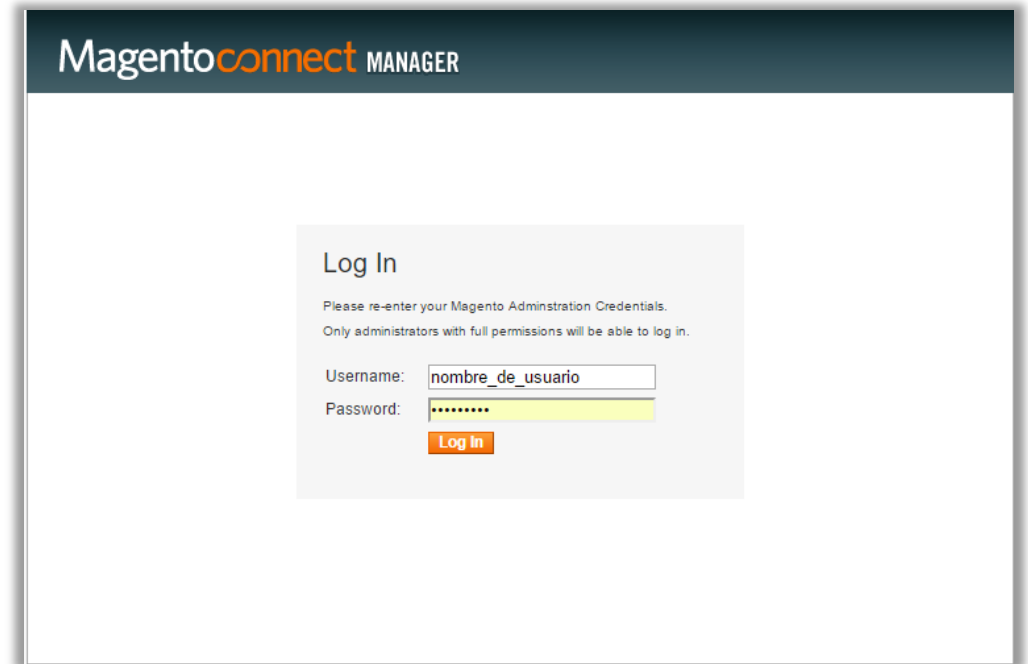 Magentoconnect MANAGER
Log In
Please re-enter your Magento Adminstration Credentials.
Only administrators with full permissions will be able to log in.
Username: nombre_de_usuario
Password: •••••••••
Log In